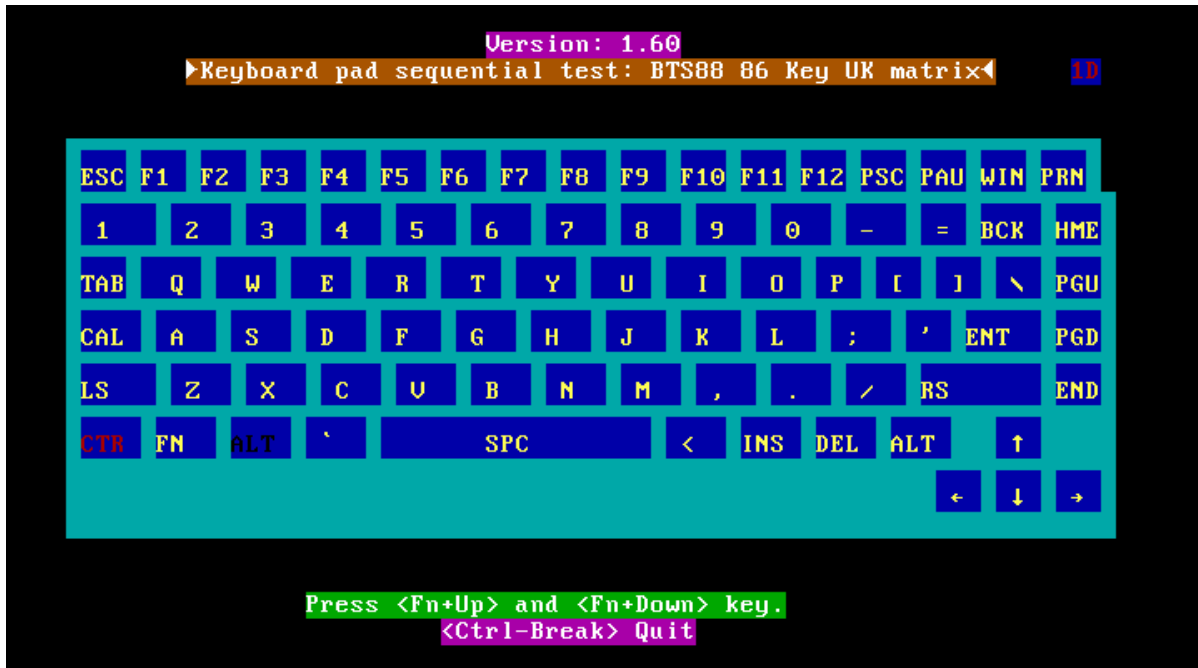 Version: 1.60
►Keyboard pad sequential test: BTS88 86 Key UK matrix◄ 1D
ESC F1 F2 F3 F4 F5 F6 F7 F8 F9 F10 F11 F12 PSC PAU WIN PRN
1 2 3 4 5 6 7 8 9 0 - = BCK HME
TAB Q W E R T Y U I O P [ ] \ PGU
CAL A S D F G H J K L ; ' ENT PGD
LS Z X C V B N M , . / RS END
CTR FN ALT ` SPC < INS DEL ALT ↑
← ↓ →
Press <Fn+Up> and <Fn+Down> key.
<Ctrl-Break> Quit